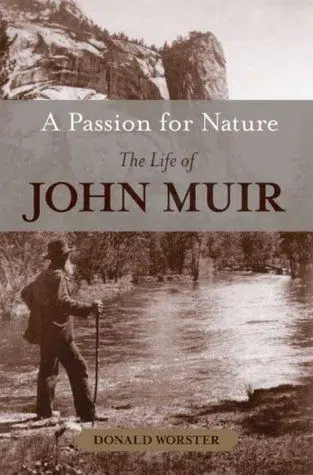 A Passion for Nature
The Life of
JOHN MUIR
DONALD WORSTER